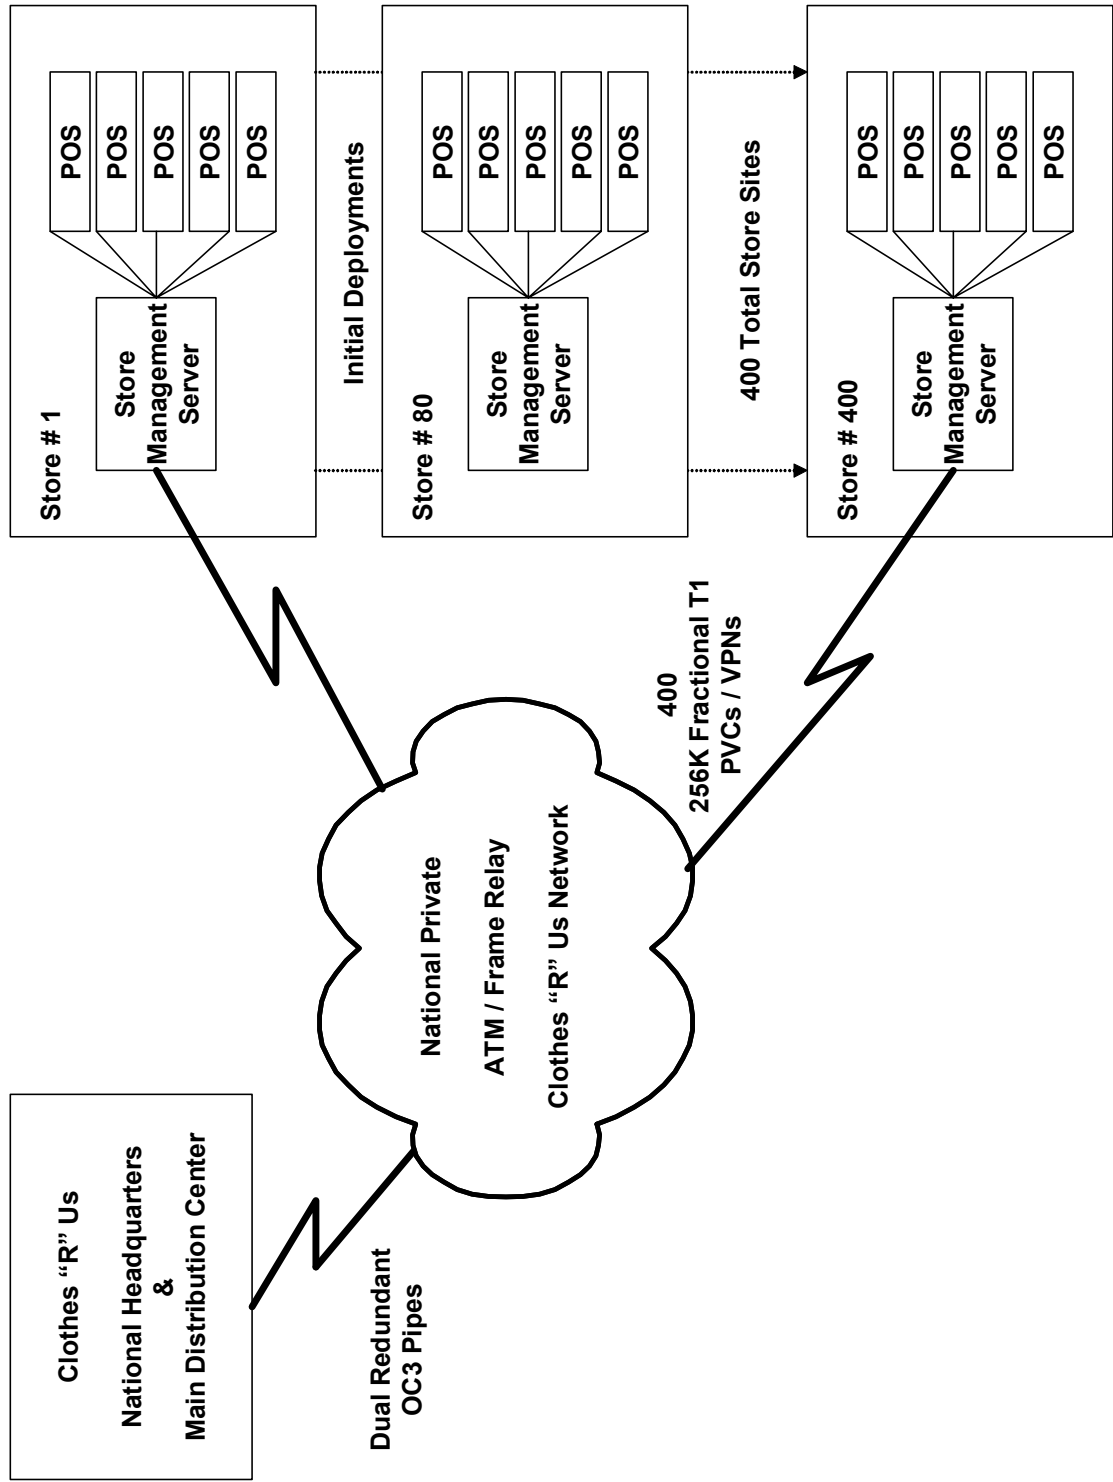 Clothes “R” Us
National Headquarters
&
Main Distribution Center
Dual Redundant
OC3 Pipes
National Private
ATM / Frame Relay
Clothes “R” Us Network
400
256K Fractional T1
PVCs / VPNs
Store # 1
Store
Management
Server
POS
POS
POS
POS
POS
Initial Deployments
Store # 80
Store
Management
Server
POS
POS
POS
POS
POS
400 Total Store Sites
Store # 400
Store
Management
Server
POS
POS
POS
POS
POS